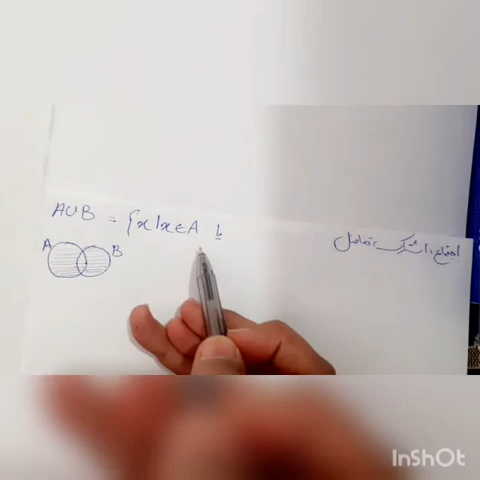 A∪B = {x|x∈A یا
اجتماع، اشتراک، تفاضل
A B
InShOt